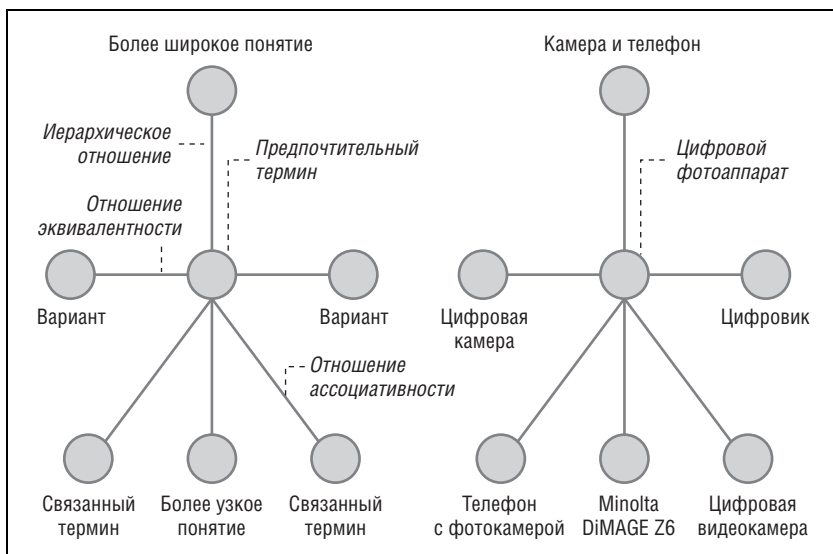 Более широкое понятие
Иерархическое
отношение
Предпочтительный
термин
Отношение
эквивалентности
Вариант
Вариант
Отношение
ассоциативности
Связанный
термин
Более узкое
понятие
Связанный
термин
Камера и телефон
Цифровой
фотоаппарат
Цифровая
камера
Цифровик
Телефон
с фотокамерой
Minolta
DiMAGE Z6
Цифровая
видеокамера